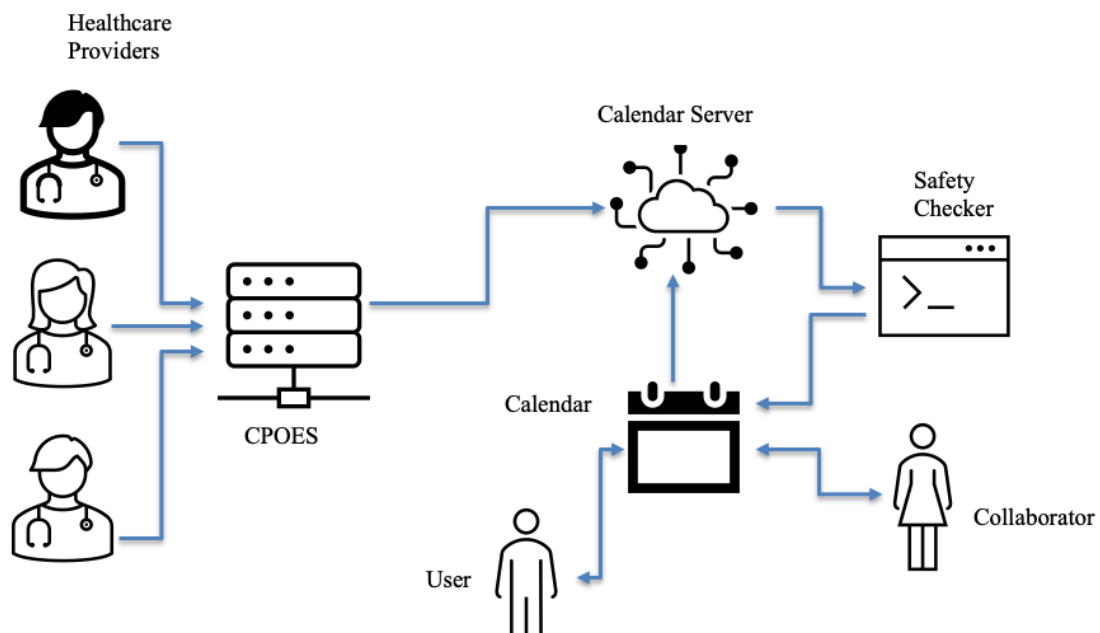 Healthcare
Providers
Calendar Server
Safety
Checker
>_
CPOES
Calendar
Collaborator
User